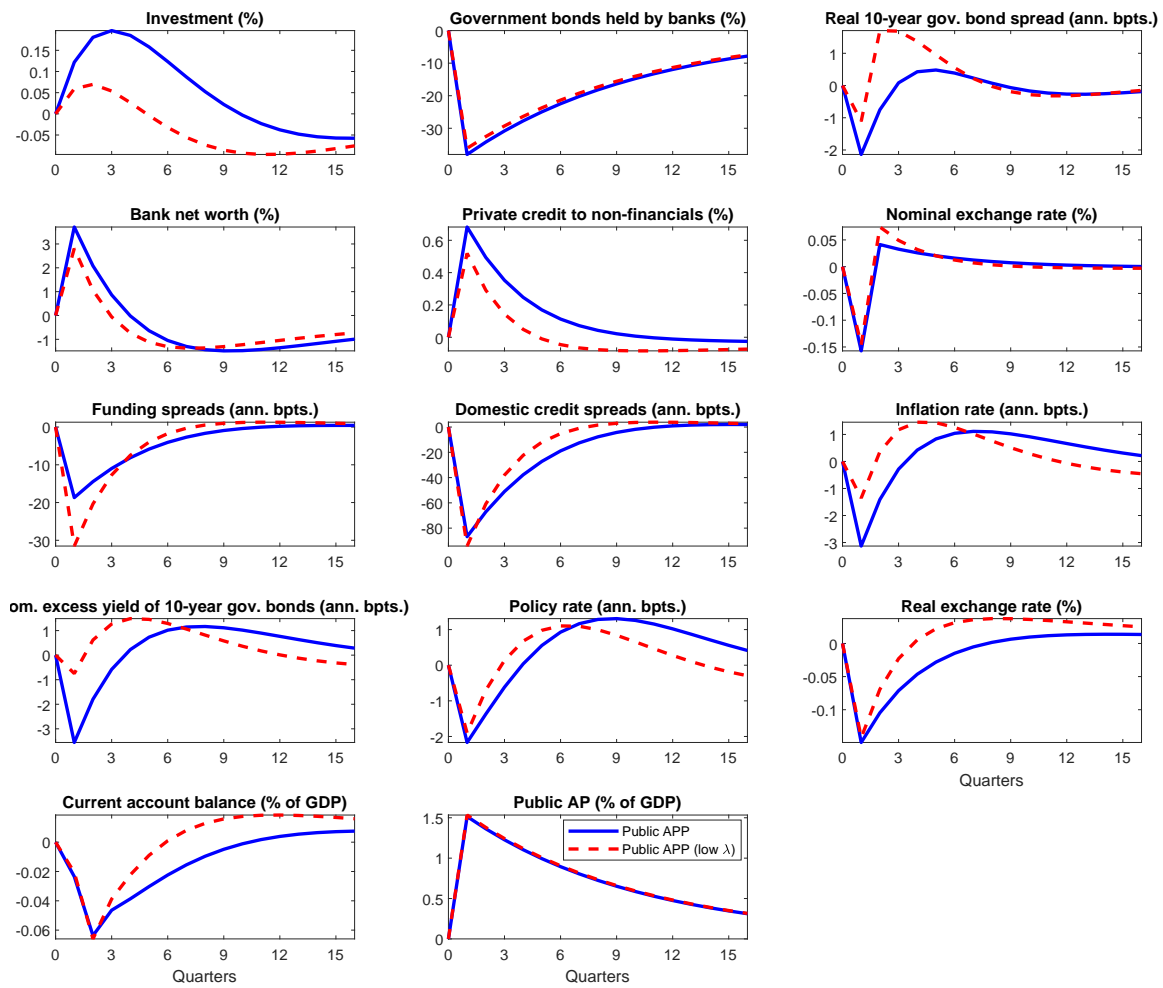 Investment (%)
0.15
0.1
0.05
0
-0.05
0 3 6 9 12 15
Government bonds held by banks (%)
0
-10
-20
-30
0 3 6 9 12 15
Real 10-year gov. bond spread (ann. bpts.)
1
0
-1
-2
0 3 6 9 12 15
Bank net worth (%)
3
2
1
0
-1
0 3 6 9 12 15
Private credit to non-financials (%)
0.6
0.4
0.2
0
0 3 6 9 12 15
Nominal exchange rate (%)
0.05
0
-0.05
-0.1
-0.15
0 3 6 9 12 15
Funding spreads (ann. bpts.)
0
-10
-20
-30
0 3 6 9 12 15
Domestic credit spreads (ann. bpts.)
0
-20
-40
-60
-80
0 3 6 9 12 15
Inflation rate (ann. bpts.)
1
0
-1
-2
-3
0 3 6 9 12 15
om. excess yield of 10-year gov. bonds (ann. bpts.)
1
0
-1
-2
-3
0 3 6 9 12 15
Policy rate (ann. bpts.)
1
0
-1
-2
0 3 6 9 12 15
Real exchange rate (%)
0
-0.05
-0.1
0 3 6 9 12 15
Quarters
Current account balance (% of GDP)
0
-0.02
-0.04
-0.06
0 3 6 9 12 15
Quarters
Public AP (% of GDP)
1.5
1
0.5
0
Public APP
Public APP (low λ)
0 3 6 9 12 15
Quarters